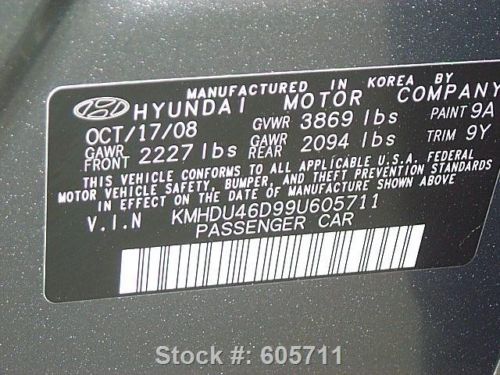 MANUFACTURED IN KOREA BY
HYUNDAI MOTOR COMPANY
OCT/17/08 GVWR 3869 lbs PAINT 9A
GAWR FRONT 2227 lbs GAWR REAR 2094 lbs TRIM 9Y
THIS VEHICLE CONFORMS TO ALL APPLICABLE U.S.A. FEDERAL
MOTOR VEHICLE SAFETY, BUMPER, AND THEFT PREVENTION STANDARDS
IN EFFECT ON THE DATE OF MANUFACTURE SHOWN ABOVE.
V.I.N KMHDU46D99U605711
PASSENGER CAR
Stock #: 605711